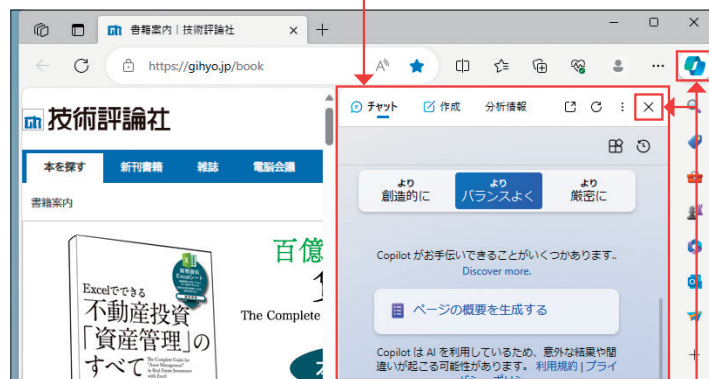 書籍案内 | 技術評論社
https://gihyo.jp/book
技術評論社
本を探す 新刊書籍 雑誌 電脳会議
書籍案内
Excelでできる
不動産投資
「資産管理」の
すべて
百億
The Complete
チャット 作成 分析情報
より
創造的に
より
バランスよく
より
厳密に
Copilot がお手伝いできることがいくつかあります..
Discover more.
ページの概要を生成する
Copilot は AI を利用しているため、意外な結果や間
違いが起こる可能性があります。 利用規約 | プライ